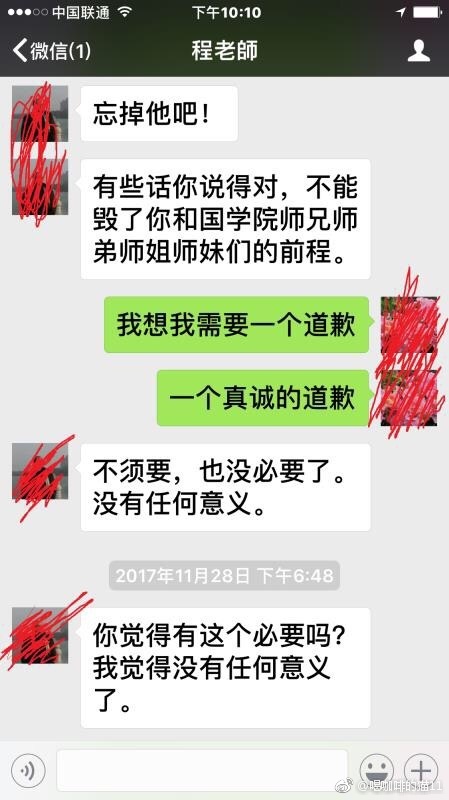 中国联通
下午10:10
微信(1)
程老師
忘掉他吧！
有些话你说得对，不能
毁了你和国学院师兄师
弟师姐师妹们的前程。
我想我需要一个道歉
一个真诚的道歉
不须要，也没必要了。
没有任何意义。
2017年11月28日 下午6:48
你觉得有这个必要吗？
我觉得没有任何意义
了。
@喝咖啡的猫11